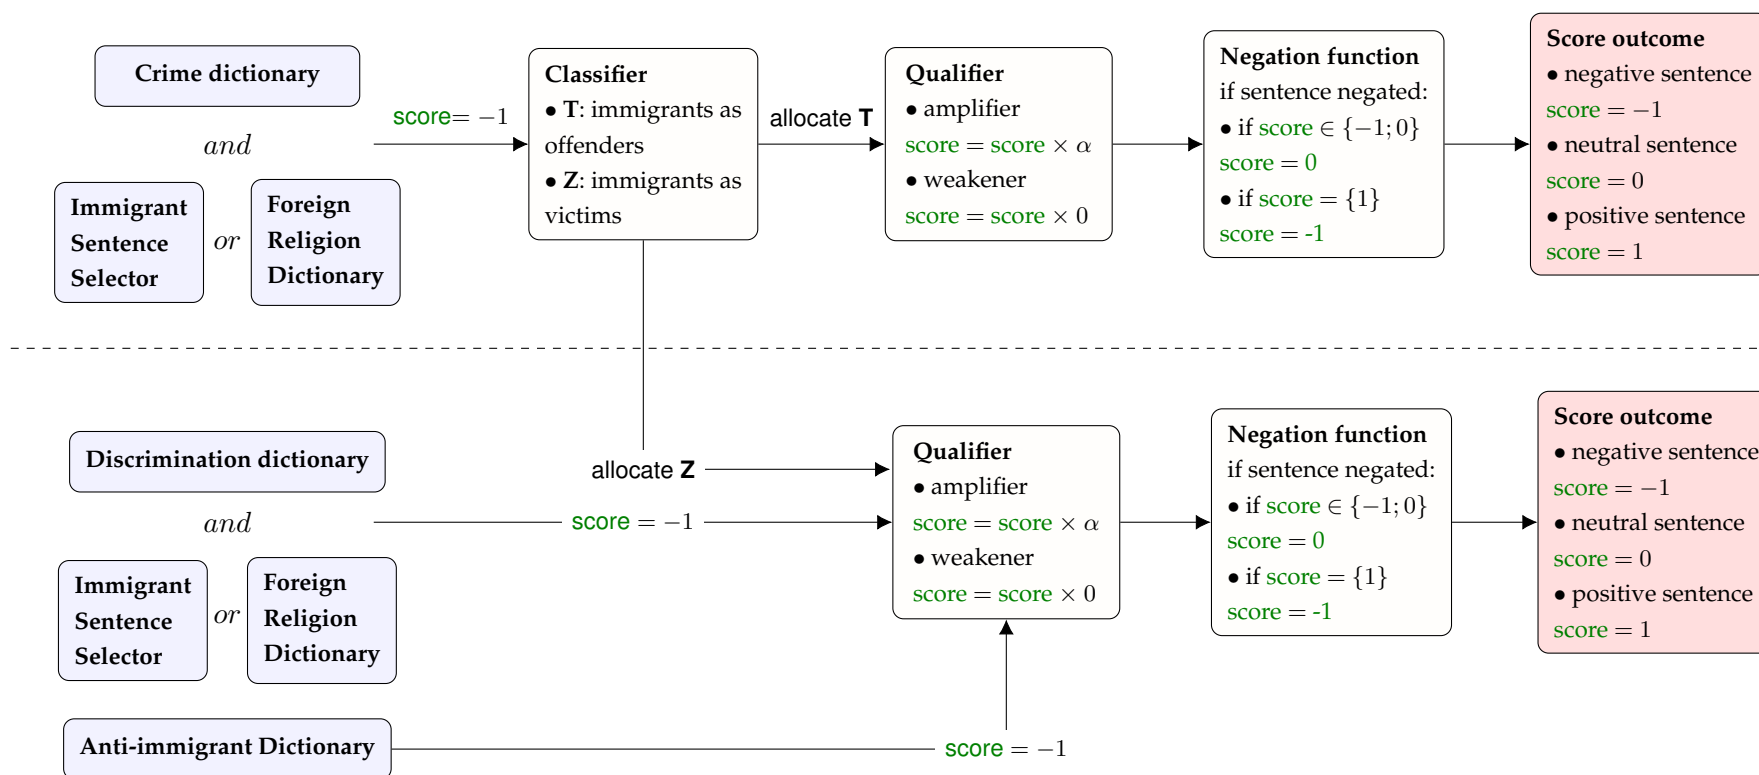 Crime dictionary
and
Immigrant
Sentence
Selector
or
Foreign
Religion
Dictionary
score= −1
Classifier
• T: immigrants as
offenders
• Z: immigrants as
victims
allocate T
Qualifier
• amplifier
score = score × α
• weakener
score = score × 0
Negation function
if sentence negated:
• if score ∈ {−1; 0}
score = 0
• if score = {1}
score = -1
Score outcome
• negative sentence
score = −1
• neutral sentence
score = 0
• positive sentence
score = 1
Discrimination dictionary
and
Immigrant
Sentence
Selector
or
Foreign
Religion
Dictionary
Anti-immigrant Dictionary
allocate Z
score = −1
score = −1
Qualifier
• amplifier
score = score × α
• weakener
score = score × 0
Negation function
if sentence negated:
• if score ∈ {−1; 0}
score = 0
• if score = {1}
score = -1
Score outcome
• negative sentence
score = −1
• neutral sentence
score = 0
• positive sentence
score = 1